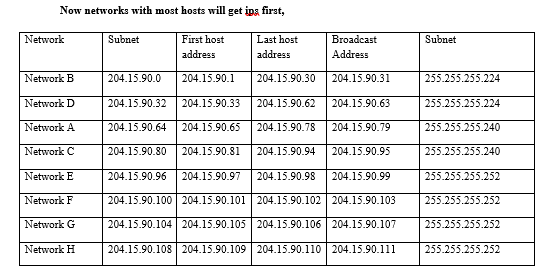 Now networks with most hosts will get ips first,
Network Subnet First host address Last host address Broadcast Address Subnet
Network B 204.15.90.0 204.15.90.1 204.15.90.30 204.15.90.31 255.255.255.224
Network D 204.15.90.32 204.15.90.33 204.15.90.62 204.15.90.63 255.255.255.224
Network A 204.15.90.64 204.15.90.65 204.15.90.78 204.15.90.79 255.255.255.240
Network C 204.15.90.80 204.15.90.81 204.15.90.94 204.15.90.95 255.255.255.240
Network E 204.15.90.96 204.15.90.97 204.15.90.98 204.15.90.99 255.255.255.252
Network F 204.15.90.100 204.15.90.101 204.15.90.102 204.15.90.103 255.255.255.252
Network G 204.15.90.104 204.15.90.105 204.15.90.106 204.15.90.107 255.255.255.252
Network H 204.15.90.108 204.15.90.109 204.15.90.110 204.15.90.111 255.255.255.252